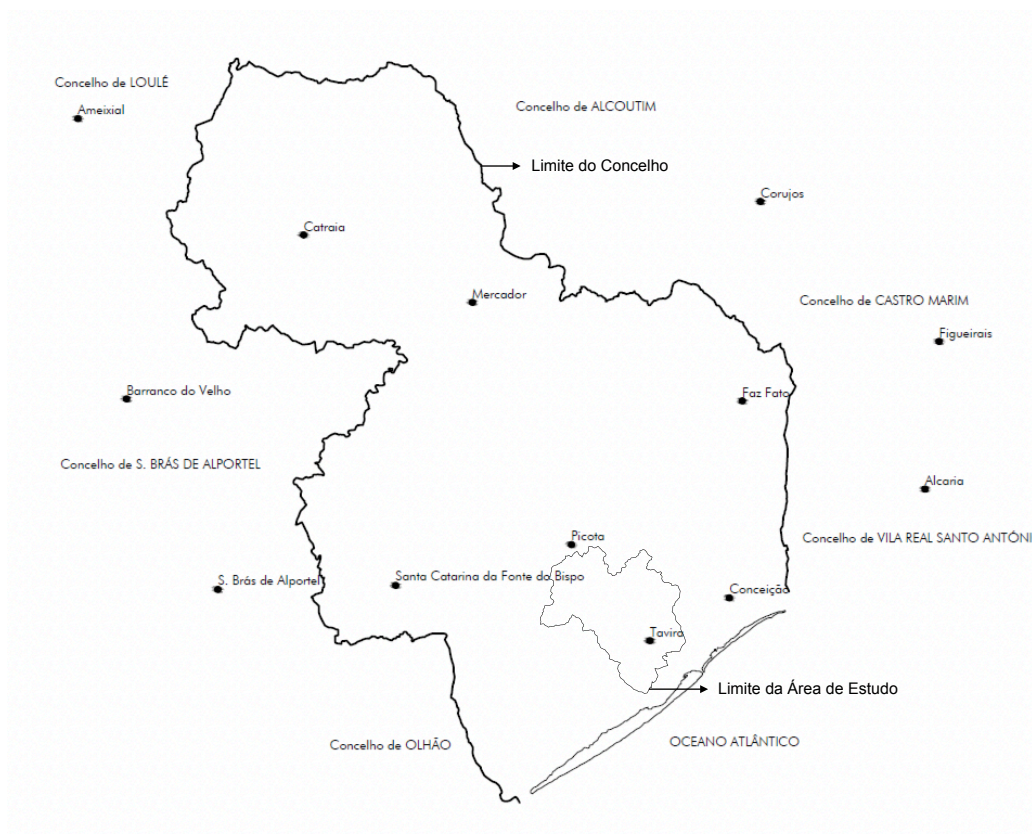 Concelho de LOULÉ
Ameixial
Concelho de ALCOUTIM
Limite do Concelho
Corujos
Catraia
Mercador
Concelho de CASTRO MARIM
Figueirais
Barranco do Velho
Faz Fato
Concelho de S. BRÁS DE ALPORTEL
Alcaria
Picota
Concelho de VILA REAL SANTO ANTÓNI
S. Brás de Alportel
Santa Catarina da Fonte do Bispo
Conceição
Tavira
Limite da Área de Estudo
Concelho de OLHÃO
OCEANO ATLÂNTICO